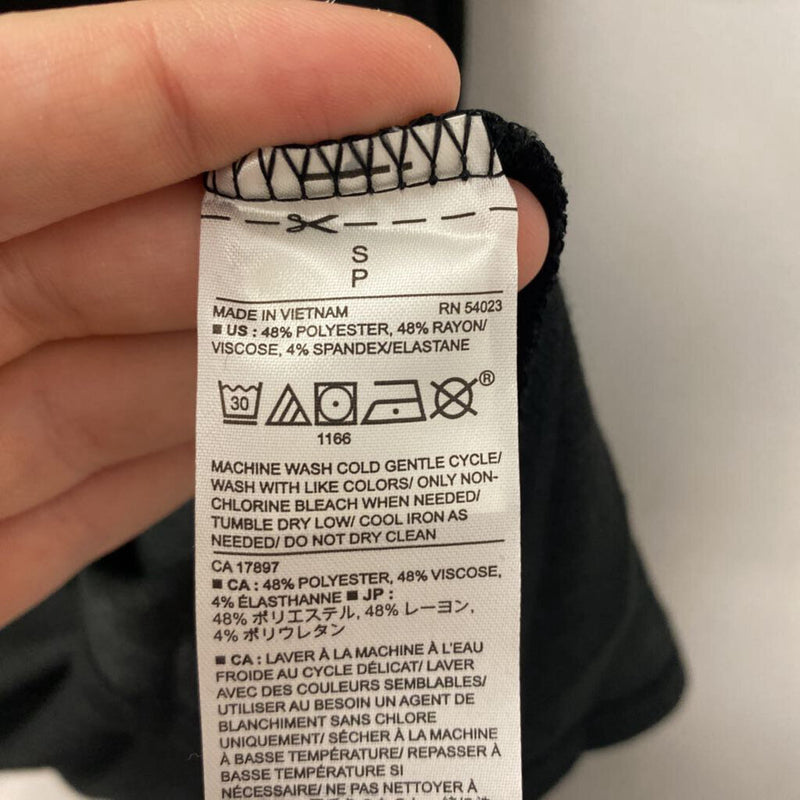 S
P
MADE IN VIETNAM RN 54023
■ US : 48% POLYESTER, 48% RAYON/
VISCOSE, 4% SPANDEX/ELASTANE
30 ®
1166
MACHINE WASH COLD GENTLE CYCLE/
WASH WITH LIKE COLORS/ ONLY NON-
CHLORINE BLEACH WHEN NEEDED/
TUMBLE DRY LOW/ COOL IRON AS
NEEDED/ DO NOT DRY CLEAN
CA 17897
■ CA : 48% POLYESTER, 48% VISCOSE,
4% ÉLASTHANNE ■ JP :
48% ポリエステル, 48% レーヨン,
4% ポリウレタン
■ CA : LAVER À LA MACHINE À L'EAU
FROIDE AU CYCLE DÉLICAT/ LAVER
AVEC DES COULEURS SEMBLABLES/
UTILISER AU BESOIN UN AGENT DE
BLANCHIMENT SANS CHLORE
UNIQUEMENT/ SÉCHER À LA MACHINE
À BASSE TEMPÉRATURE/ REPASSER À
BASSE TEMPÉRATURE SI
NÉCESSAIRE/ NE PAS NETTOYER À